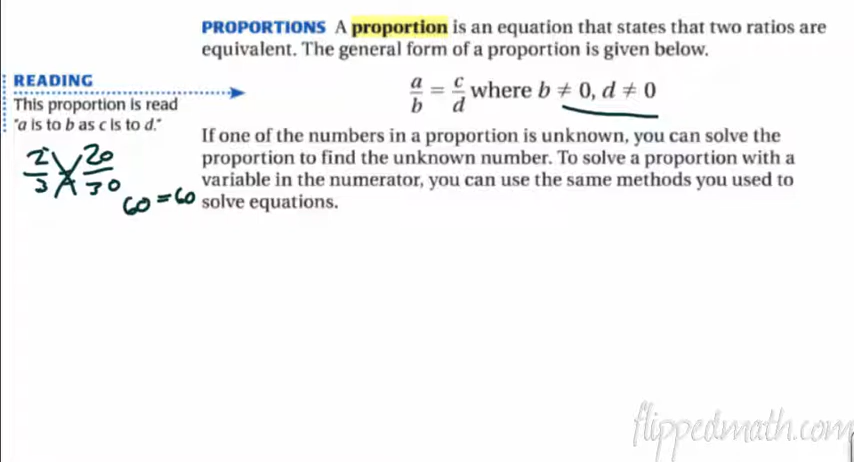 PROPORTIONS A proportion is an equation that states that two ratios are
equivalent. The general form of a proportion is given below.
READING
This proportion is read
"a is to b as c is to d."
a/b = c/d where b ≠ 0, d ≠ 0
If one of the numbers in a proportion is unknown, you can solve the
proportion to find the unknown number. To solve a proportion with a
variable in the numerator, you can use the same methods you used to
solve equations.
2/3 20/30
60 = 60
flippedmath.com